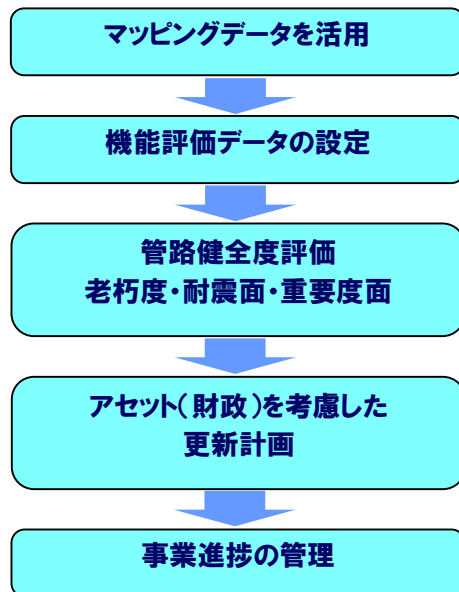 マッピングデータを活用
機能評価データの設定
管路健全度評価
老朽度・耐震面・重要度面
アセット（財政）を考慮した
更新計画
事業進捗の管理